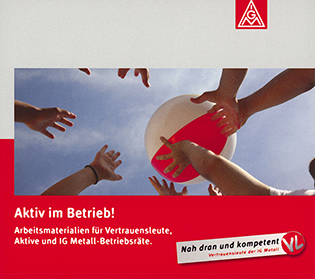 IGM
Aktiv im Betrieb!
Arbeitsmaterialien für Vertrauensleute,
Aktive und IG Metall-Betriebsräte.
Nah dran und kompetent
Vertrauensleute der IG Metall
VL